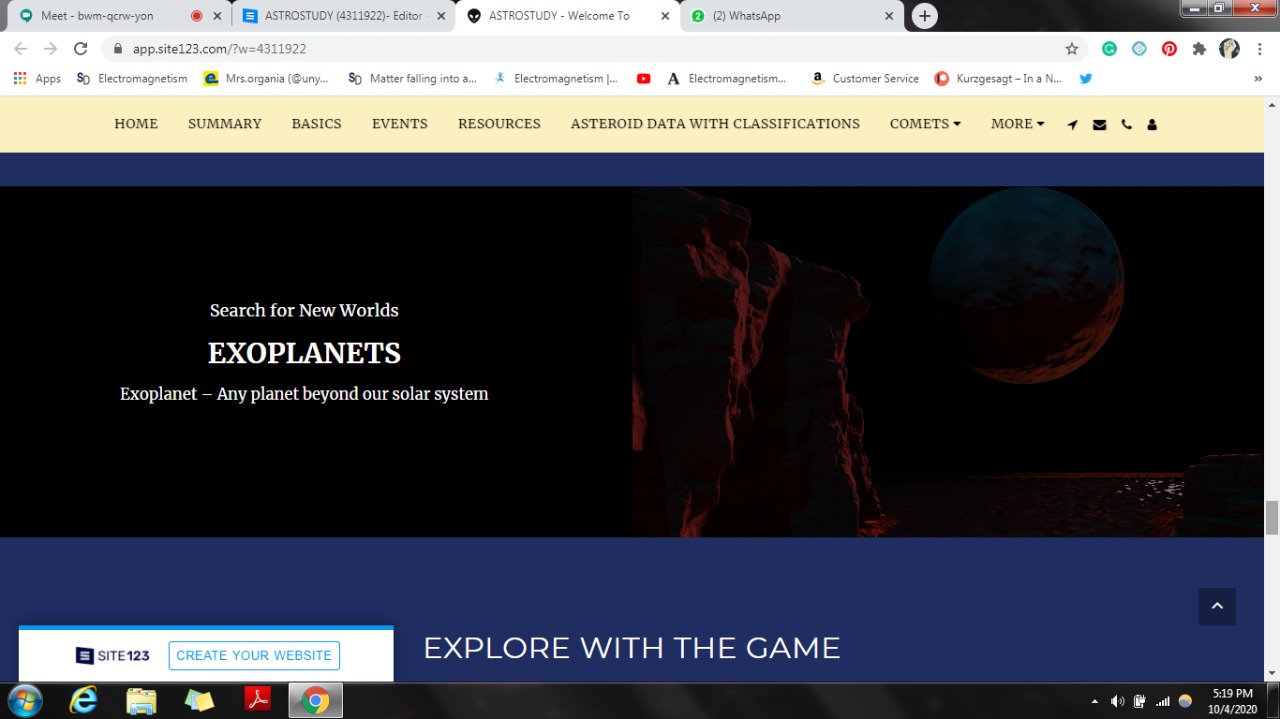 Meet - bwm-qcrw-yon
ASTROSTUDY (4311922)- Editor -
ASTROSTUDY - Welcome To
2 (2) WhatsApp
app.site123.com/?w=4311922
Apps SD Electromagnetism Mrs.organia (@uny... SD Matter falling into a... Electromagnetism |... A Electromagnetism... a Customer Service Kurzgesagt – In a N... »
HOME SUMMARY BASICS EVENTS RESOURCES ASTEROID DATA WITH CLASSIFICATIONS COMETS MORE
Search for New Worlds
EXOPLANETS
Exoplanet – Any planet beyond our solar system
SITE123 CREATE YOUR WEBSITE
EXPLORE WITH THE GAME
5:19 PM
10/4/2020